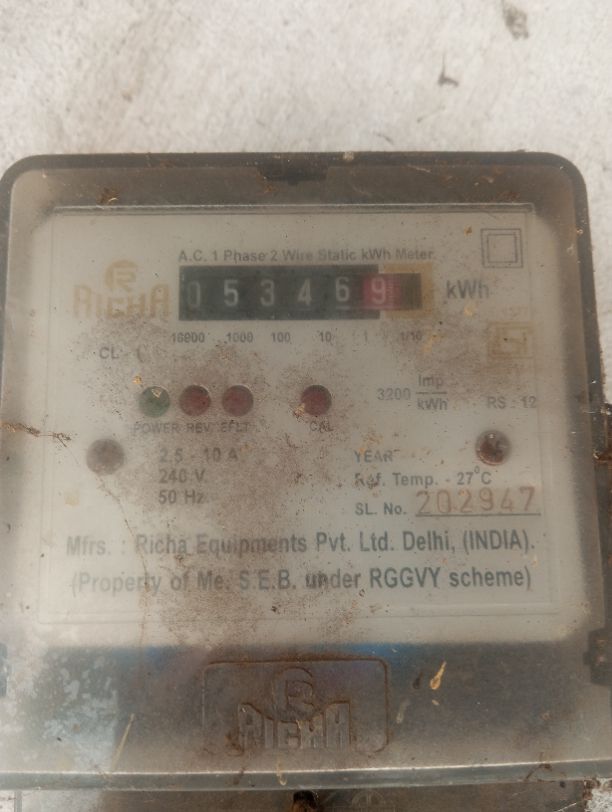 A.C. 1 Phase 2 Wire Static kWh Meter
RICHA
053469 kWh
10000 1000 100 10 1 1/10
CL
3200 Imp/kWh
RS : 12
POWER REV EFLT CAL
2.5 - 10 A
240 V
50 Hz
YEAR
Ref. Temp. - 27°C
SL. No. 202947
Mfrs. : Richa Equipments Pvt. Ltd. Delhi, (INDIA).
(Property of Me. S.E.B. under RGGVY scheme)
RICHA